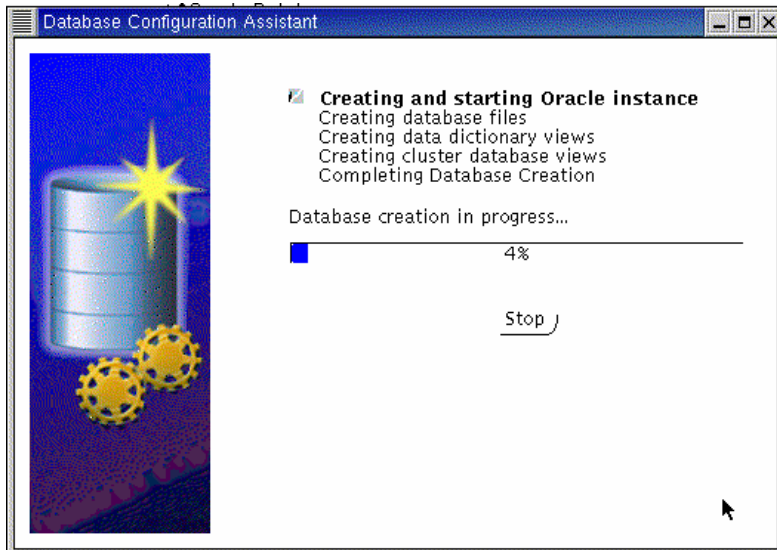 Database Configuration Assistant
Creating and starting Oracle instance
Creating database files
Creating data dictionary views
Creating cluster database views
Completing Database Creation
Database creation in progress...
4%
Stop